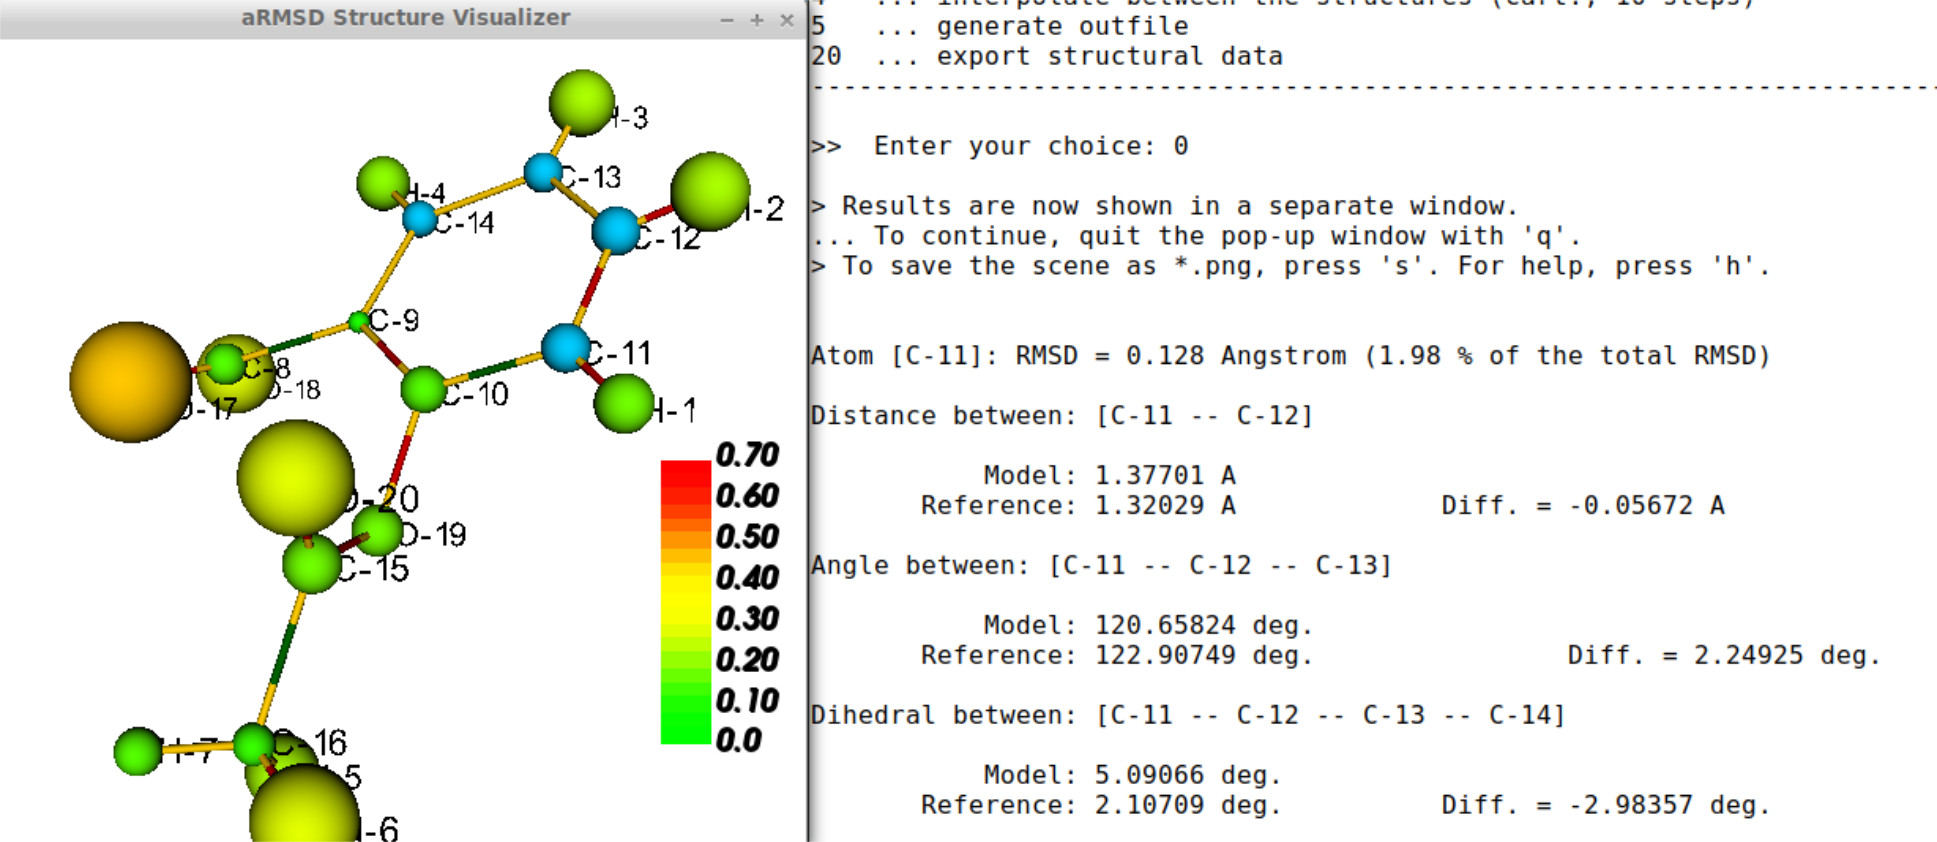 aRMSD Structure Visualizer
H-3
C-13
H-4
H-2
C-14
C-12
C-9
C-11
C-8
O-18
O-17
C-10
H-1
O-20
O-19
C-15
C-16
H-7
5
-6
0.70
0.60
0.50
0.40
0.30
0.20
0.10
0.0
4 ... interpolate between the structures (cart., 10 steps)
5 ... generate outfile
20 ... export structural data
--------------------------------------------------------------------------------
>> Enter your choice: 0
> Results are now shown in a separate window.
... To continue, quit the pop-up window with 'q'.
> To save the scene as *.png, press 's'. For help, press 'h'.
Atom [C-11]: RMSD = 0.128 Angstrom (1.98 % of the total RMSD)
Distance between: [C-11 -- C-12]
Model: 1.37701 A
Reference: 1.32029 A Diff. = -0.05672 A
Angle between: [C-11 -- C-12 -- C-13]
Model: 120.65824 deg.
Reference: 122.90749 deg. Diff. = 2.24925 deg.
Dihedral between: [C-11 -- C-12 -- C-13 -- C-14]
Model: 5.09066 deg.
Reference: 2.10709 deg. Diff. = -2.98357 deg.